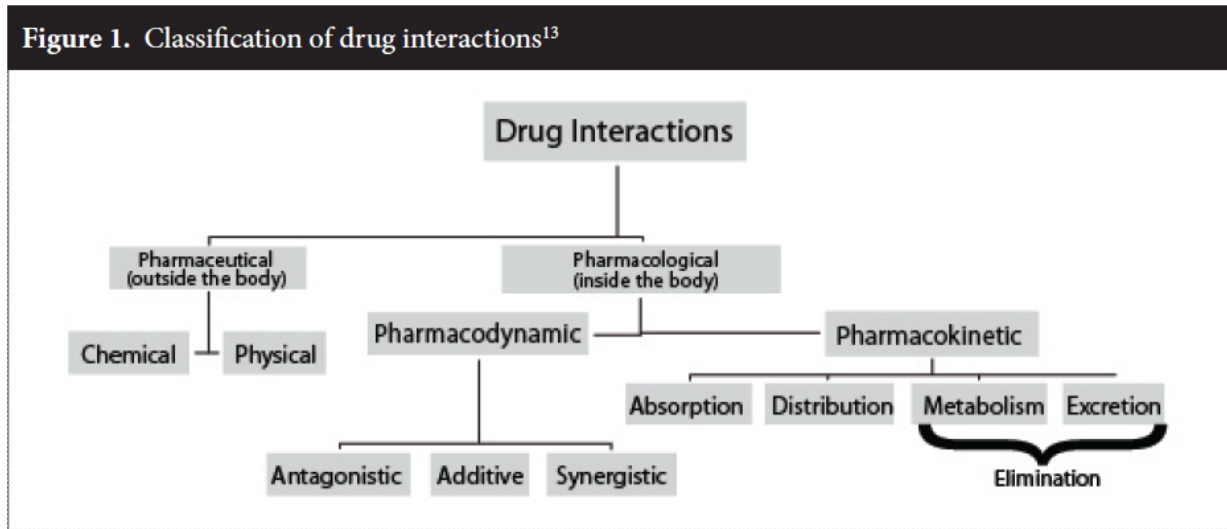 Figure 1. Classification of drug interactions¹³
Drug Interactions
Pharmaceutical
(outside the body)
Pharmacological
(inside the body)
Chemical
Physical
Pharmacodynamic
Pharmacokinetic
Absorption
Distribution
Metabolism
Excretion
Antagonistic
Additive
Synergistic
Elimination